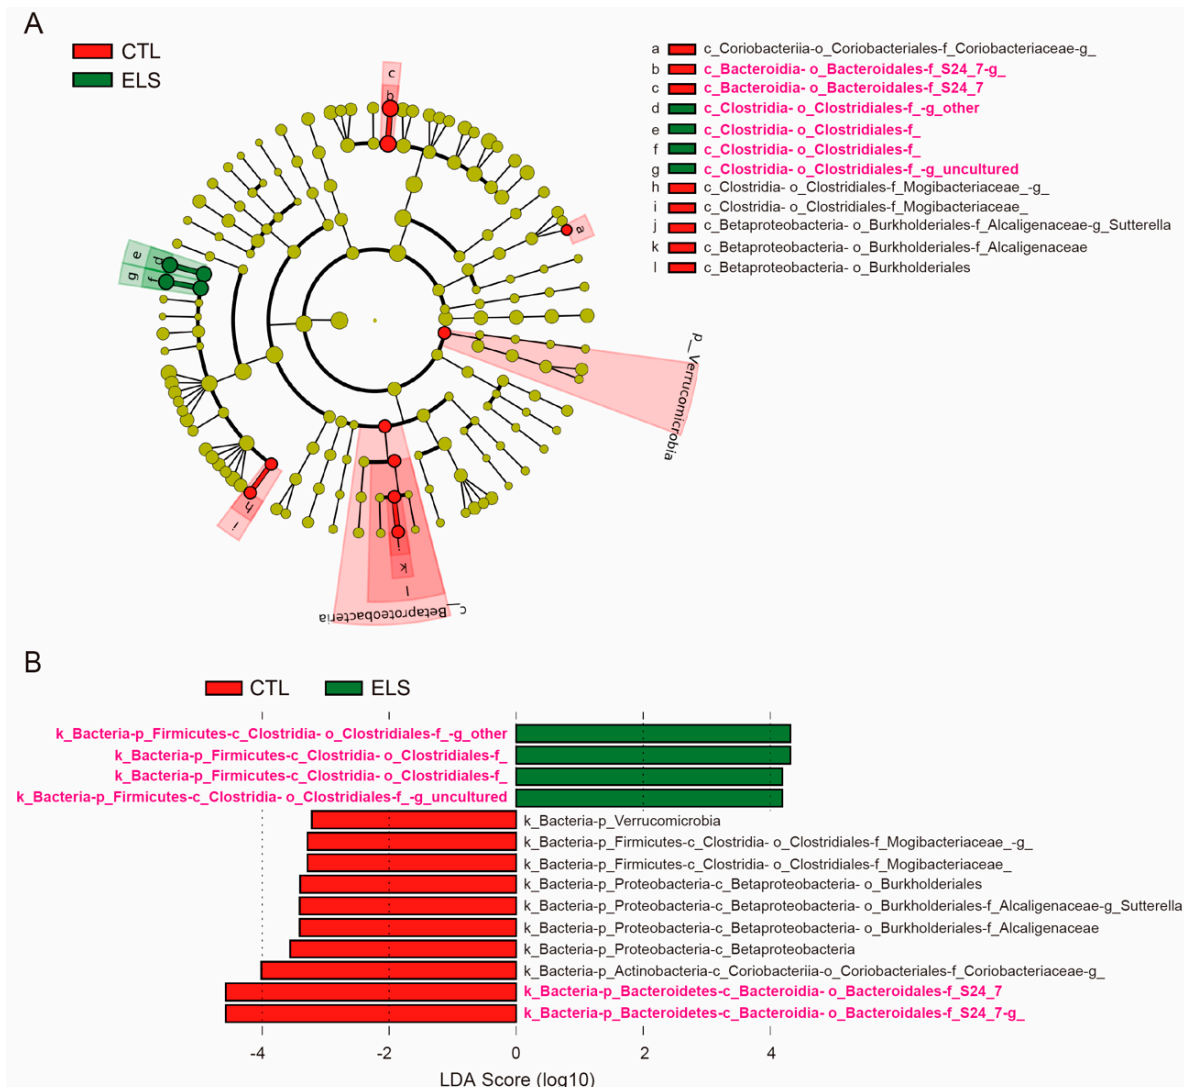 A
CTL
ELS
a c_Coriobacteriia-o_Coriobacteriales-f_Coriobacteriaceae-g_
b c_Bacteroidia- o_Bacteroidales-f_S24_7-g_
c c_Bacteroidia- o_Bacteroidales-f_S24_7
d c_Clostridia- o_Clostridiales-f_-g_other
e c_Clostridia- o_Clostridiales-f_
f c_Clostridia- o_Clostridiales-f_
g c_Clostridia- o_Clostridiales-f_-g_uncultured
h c_Clostridia- o_Clostridiales-f_Mogibacteriaceae_-g_
i c_Clostridia- o_Clostridiales-f_Mogibacteriaceae_
j c_Betaproteobacteria- o_Burkholderiales-f_Alcaligenaceae-g_Sutterella
k c_Betaproteobacteria- o_Burkholderiales-f_Alcaligenaceae
l c_Betaproteobacteria- o_Burkholderiales
c
b
a
e
d
g
f
p__Verrucomicrobia
h
i
j
k
l
c__Betaproteobacteria
B
CTL
ELS
k_Bacteria-p_Firmicutes-c_Clostridia- o_Clostridiales-f_-g_other
k_Bacteria-p_Firmicutes-c_Clostridia- o_Clostridiales-f_
k_Bacteria-p_Firmicutes-c_Clostridia- o_Clostridiales-f_
k_Bacteria-p_Firmicutes-c_Clostridia- o_Clostridiales-f_-g_uncultured
k_Bacteria-p_Verrucomicrobia
k_Bacteria-p_Firmicutes-c_Clostridia- o_Clostridiales-f_Mogibacteriaceae_-g_
k_Bacteria-p_Firmicutes-c_Clostridia- o_Clostridiales-f_Mogibacteriaceae_
k_Bacteria-p_Proteobacteria-c_Betaproteobacteria- o_Burkholderiales
k_Bacteria-p_Proteobacteria-c_Betaproteobacteria- o_Burkholderiales-f_Alcaligenaceae-g_Sutterella
k_Bacteria-p_Proteobacteria-c_Betaproteobacteria- o_Burkholderiales-f_Alcaligenaceae
k_Bacteria-p_Proteobacteria-c_Betaproteobacteria
k_Bacteria-p_Actinobacteria-c_Coriobacteriia-o_Coriobacteriales-f_Coriobacteriaceae-g_
k_Bacteria-p_Bacteroidetes-c_Bacteroidia- o_Bacteroidales-f_S24_7
k_Bacteria-p_Bacteroidetes-c_Bacteroidia- o_Bacteroidales-f_S24_7-g_
-4 -2 0 2 4
LDA Score (log10)